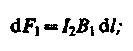 dF₁ = I₂B₁ dl;